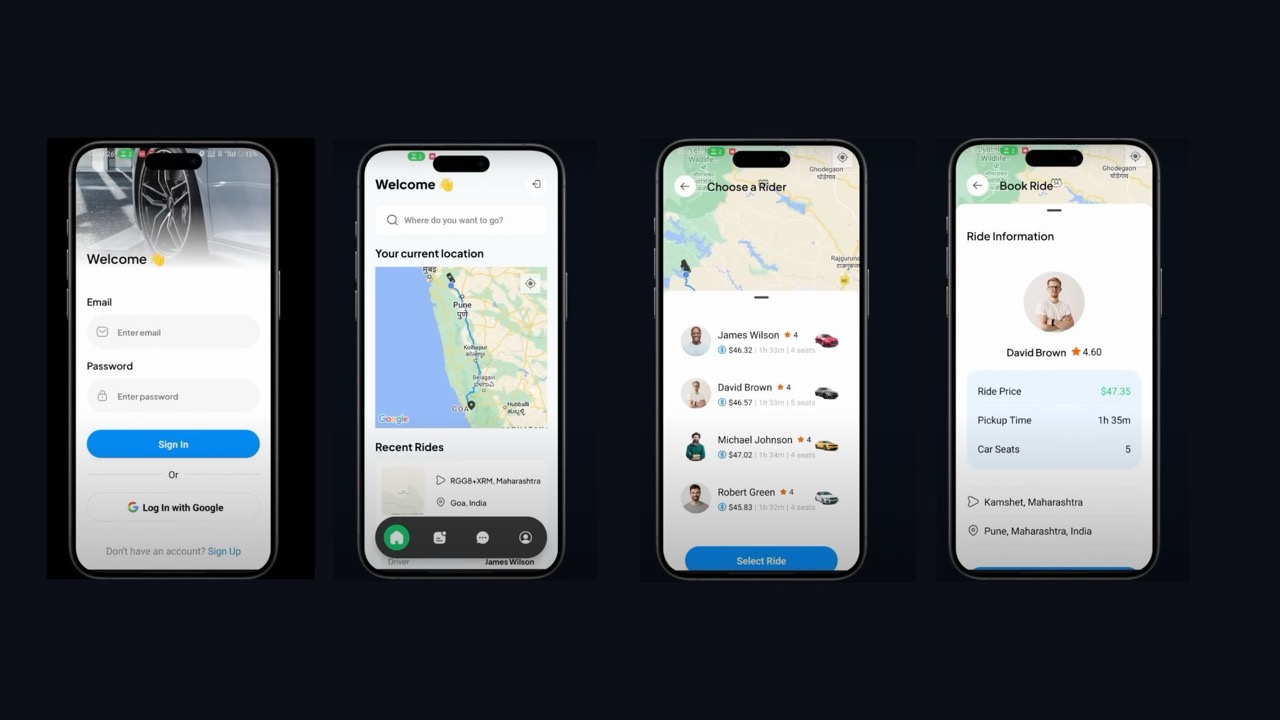 Welcome 👋
Email
Enter email
Password
Enter password
Sign In
Or
Log In with Google
Don't have an account? Sign Up
Welcome 👋
Where do you want to go?
Your current location
मुंबई
Pune
पुणे
Kolhapur
कोल्हापूर
Belagavi
ಬೆಳಗಾವಿ
GOA
Hubballi
ಹುಬ್ಬಳ್ಳಿ
Google
Recent Rides
RGG8+XRM, Maharashtra
Goa, India
Driver
James Wilson
Wildlife
Ghodegaon
घोडेगाव
Choose a Rider
Rajguruna
60
James Wilson ★ 4
$46.32 | 1h 33m | 4 seats
David Brown ★ 4
$46.57 | 1h 33m | 5 seats
Michael Johnson ★ 4
$47.02 | 1h 34m | 4 seats
Robert Green ★ 4
$45.83 | 1h 32m | 4 seats
Select Ride
Wildlife
Ghodegaon
घोडेगाव
Book Ride
Ride Information
David Brown ★ 4.60
Ride Price $47.35
Pickup Time 1h 35m
Car Seats 5
Kamshet, Maharashtra
Pune, Maharashtra, India